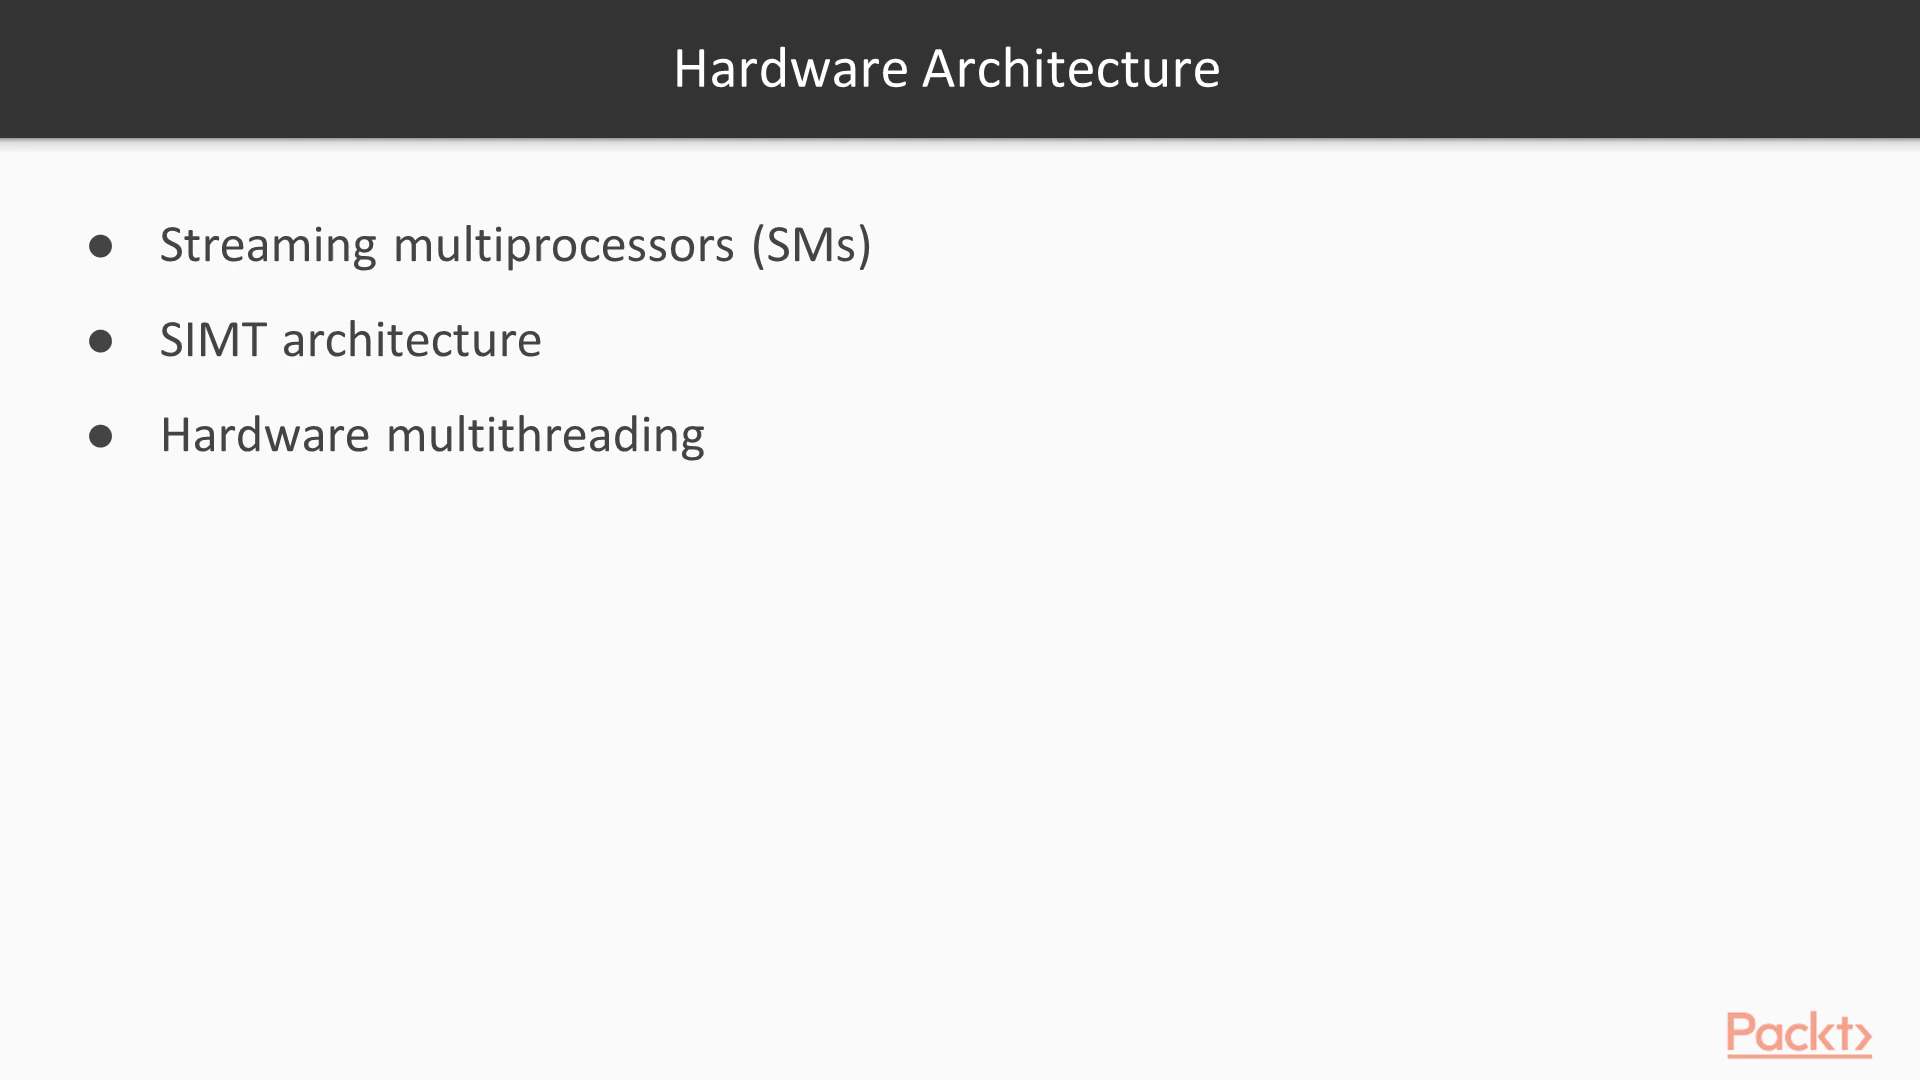 Hardware Architecture
● Streaming multiprocessors (SMs)
● SIMT architecture
● Hardware multithreading
Packt>